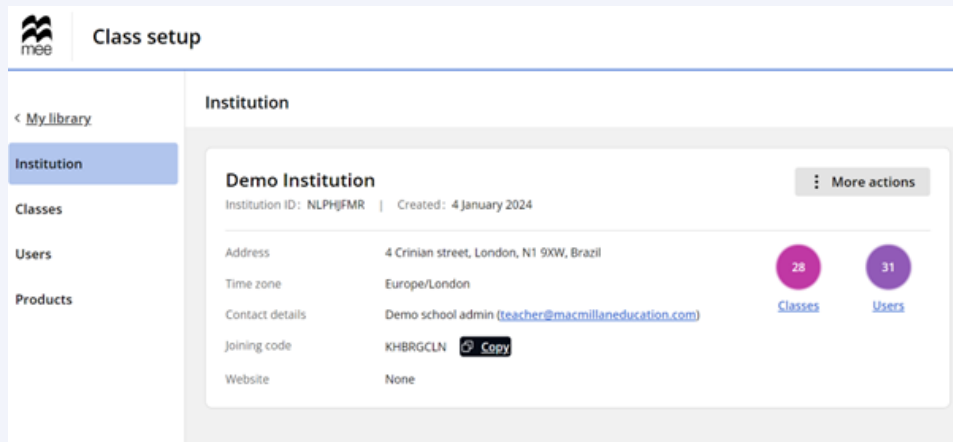 mee
Class setup
< My library
Institution
Classes
Users
Products
Institution
Demo Institution
More actions
Institution ID: NLPHJFMR | Created: 4 January 2024
Address 4 Crinian street, London, N1 9XW, Brazil
Time zone Europe/London
Contact details Demo school admin (teacher@macmillaneducation.com)
Joining code KHBRGCLN Copy
Website None
28
Classes
31
Users